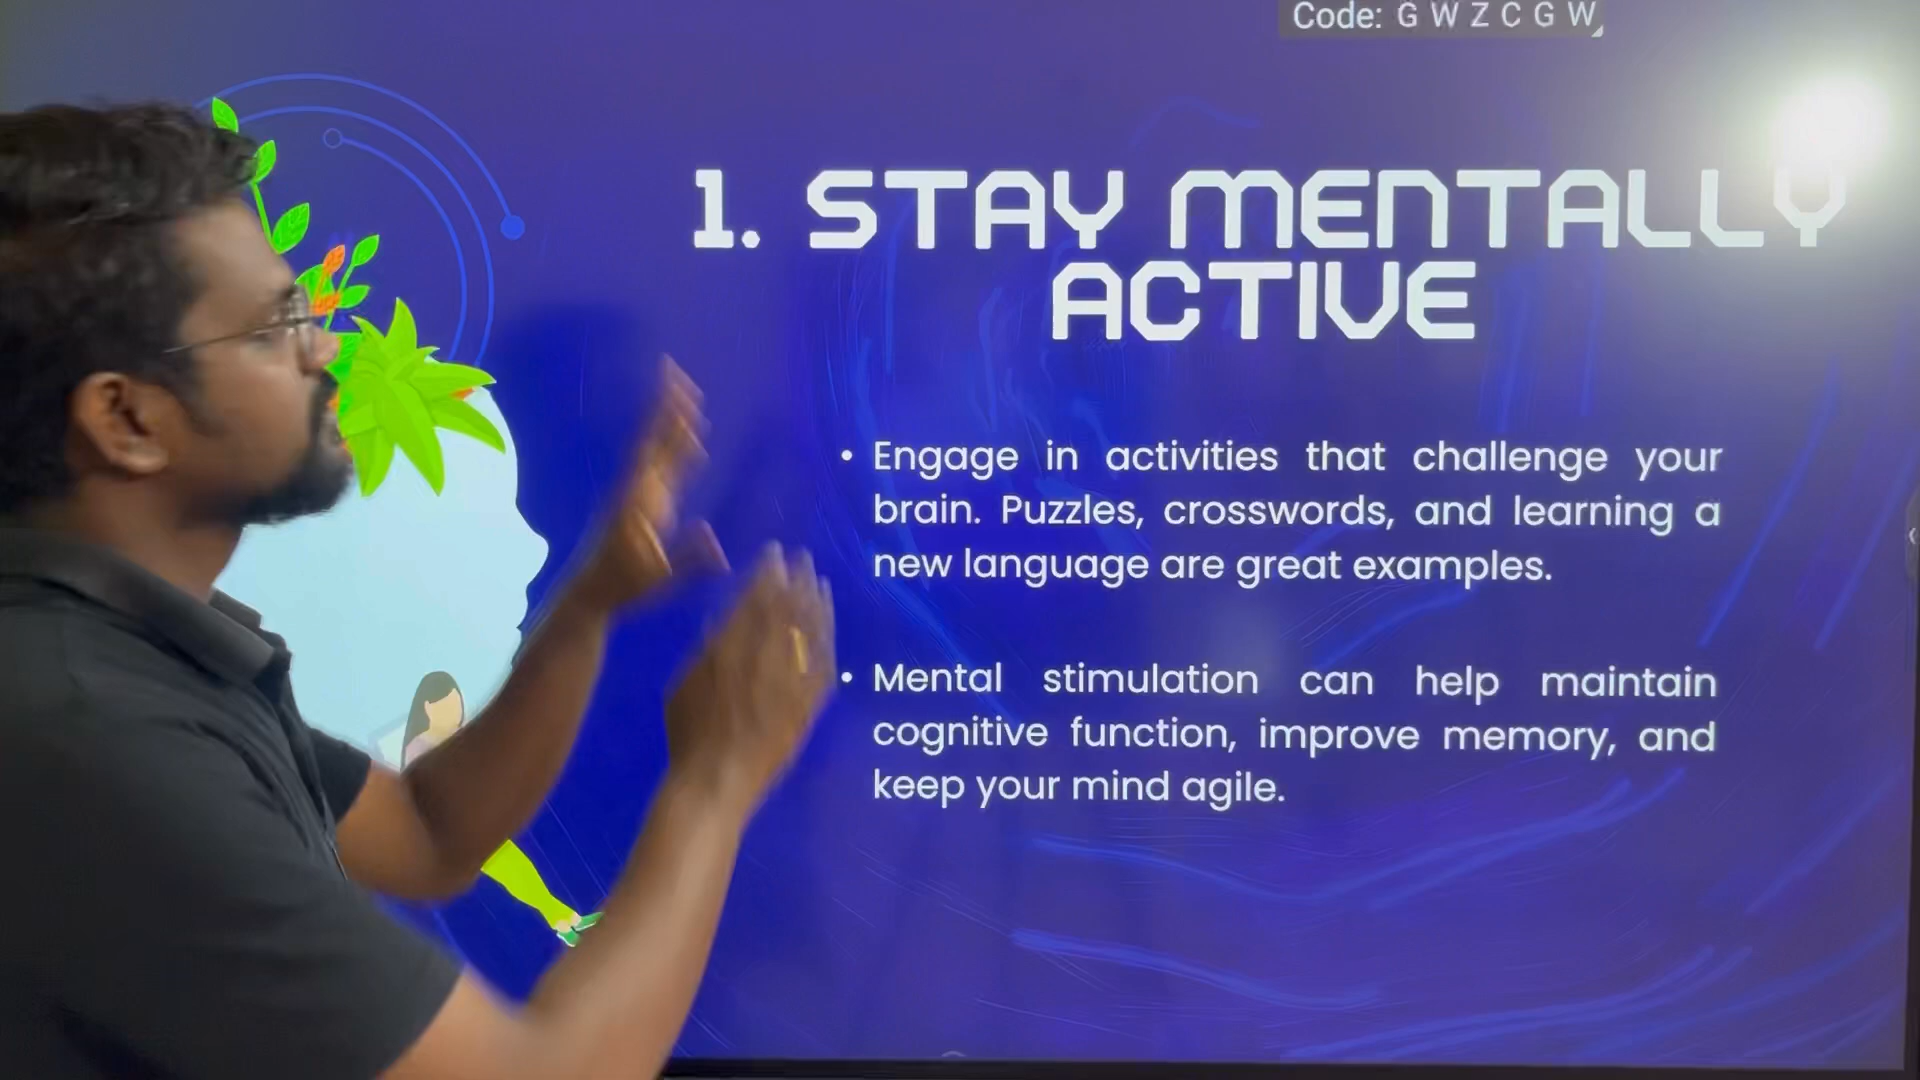 Code: G W Z C G W
1. STAY MENTALLY
ACTIVE
• Engage in activities that challenge your
brain. Puzzles, crosswords, and learning a
new language are great examples.
• Mental stimulation can help maintain
cognitive function, improve memory, and
keep your mind agile.